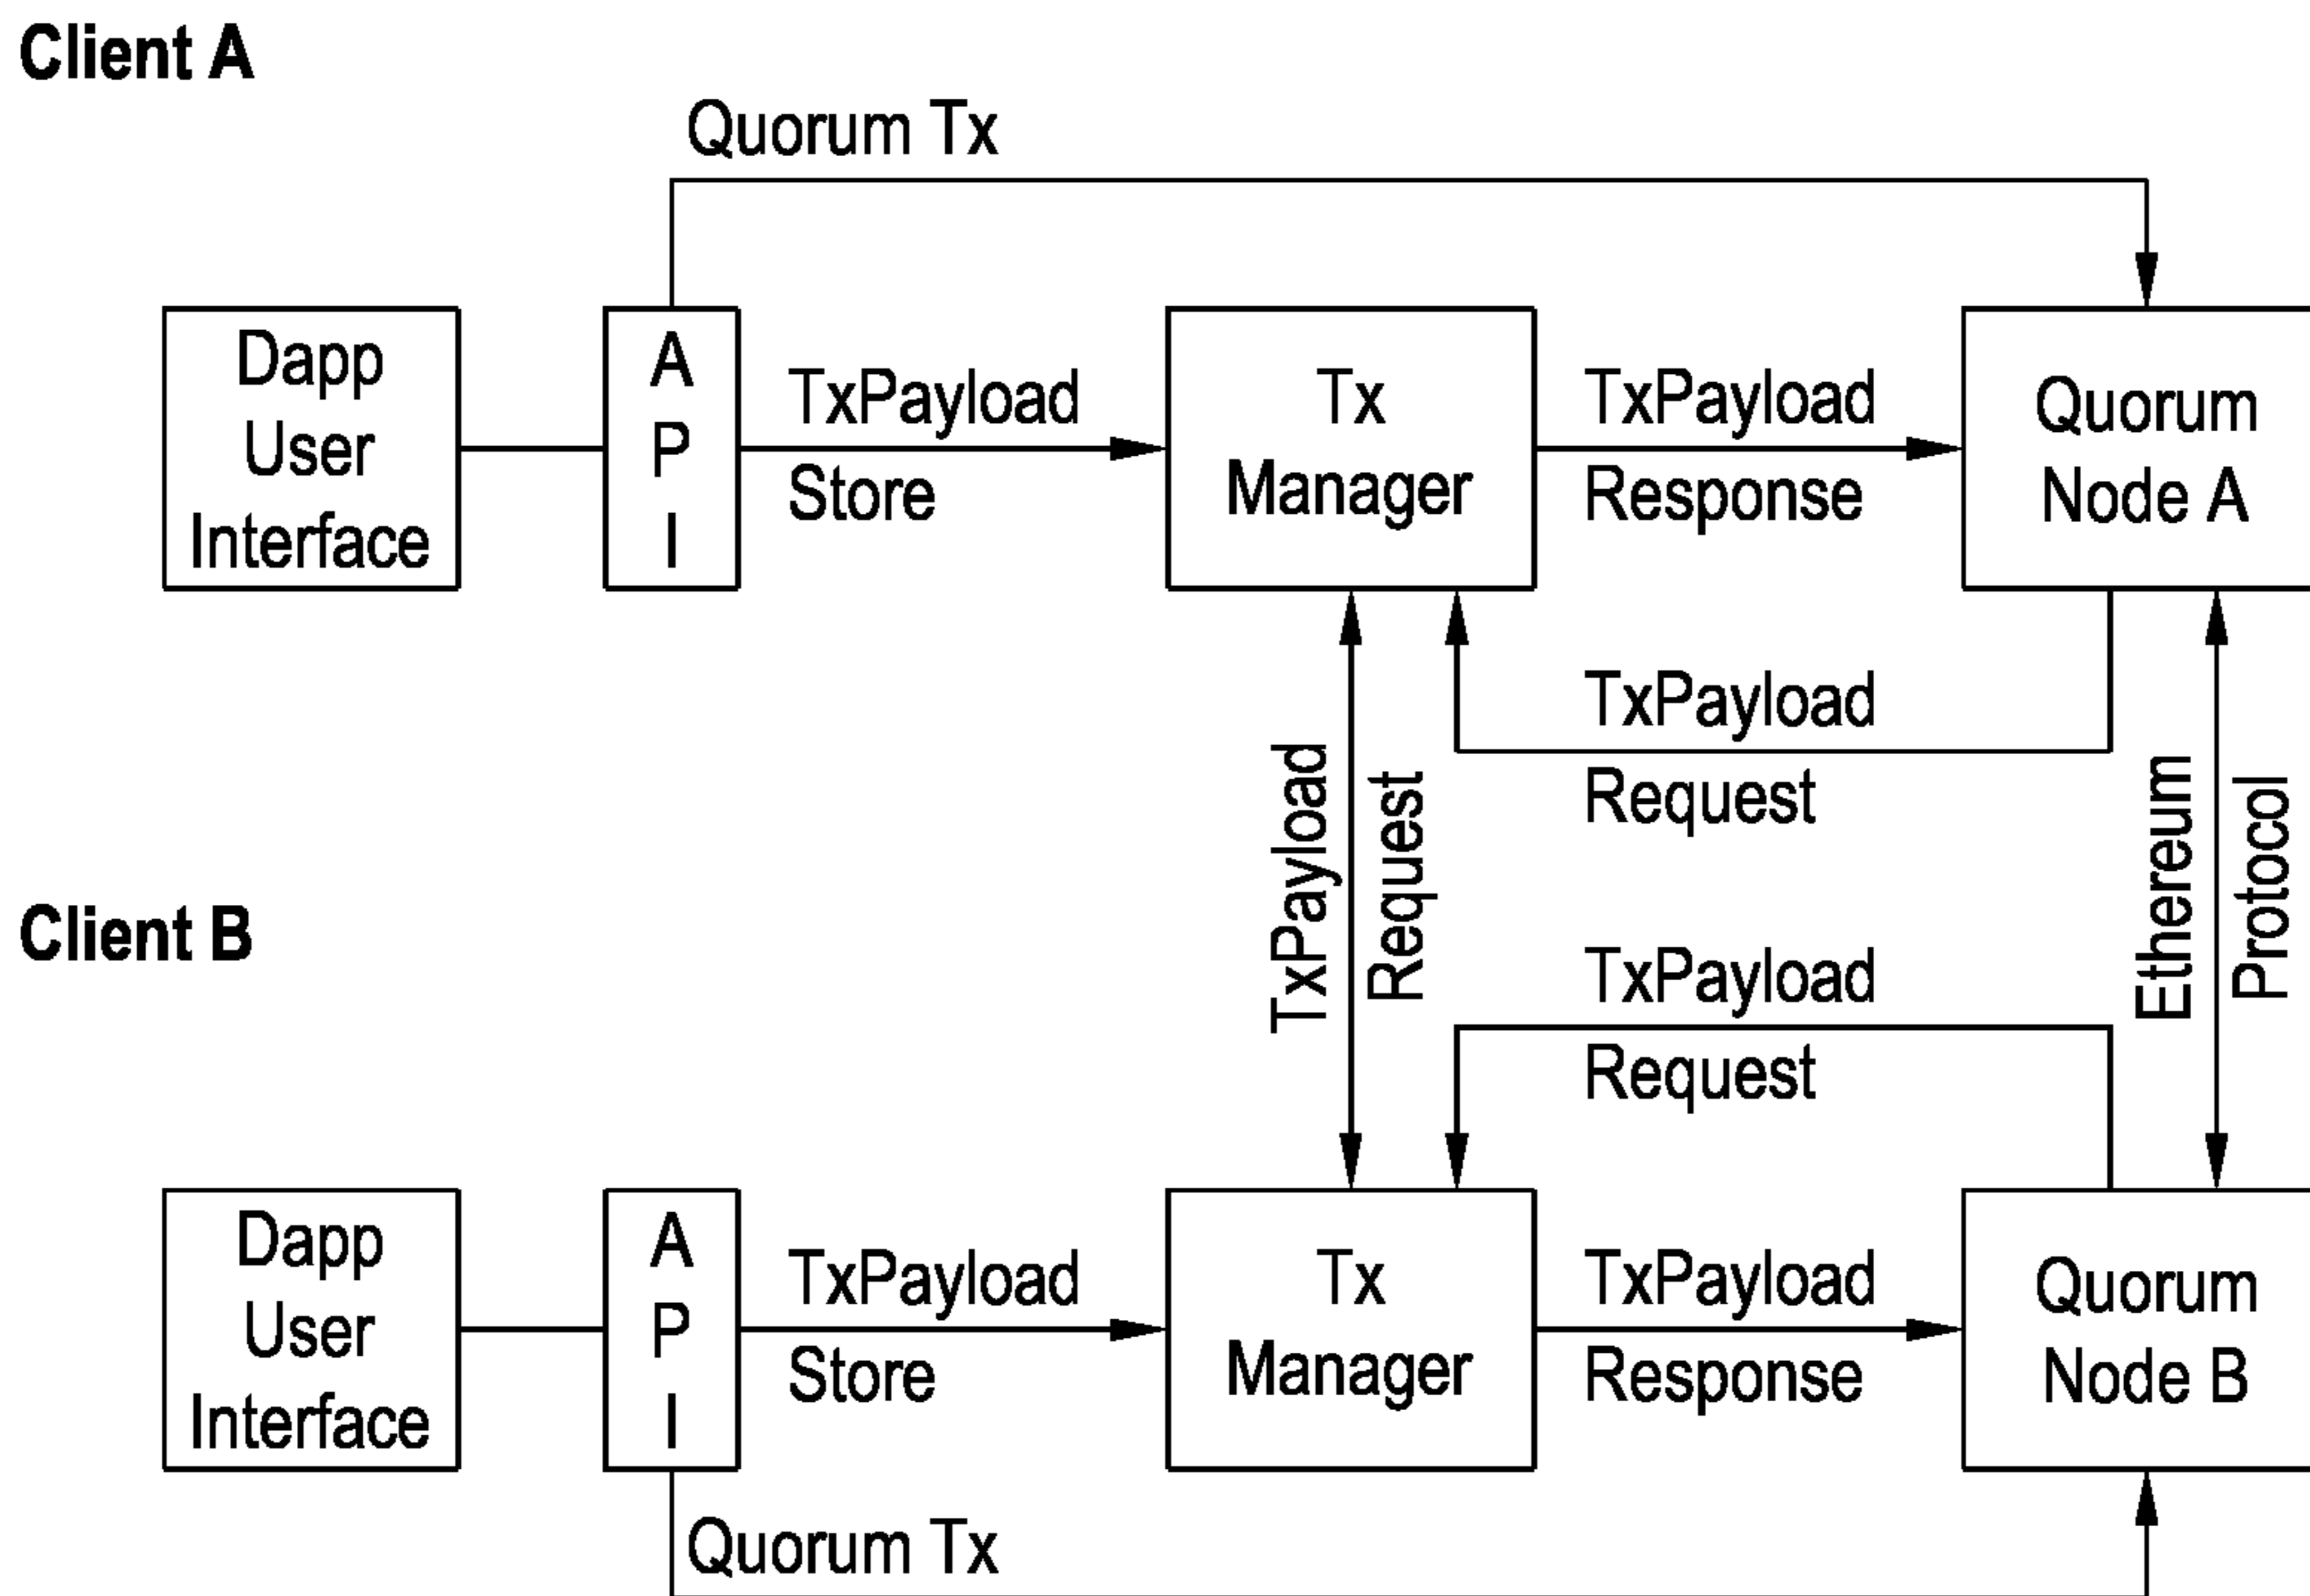 Client A
Quorum Tx
Dapp
User
Interface
A
P
I
TxPayload
Store
Tx
Manager
TxPayload
Response
Quorum
Node A
TxPayload
Request
TxPayload
Request
Ethereum
Protocol
Client B
TxPayload
Request
Dapp
User
Interface
A
P
I
TxPayload
Store
Tx
Manager
TxPayload
Response
Quorum
Node B
Quorum Tx